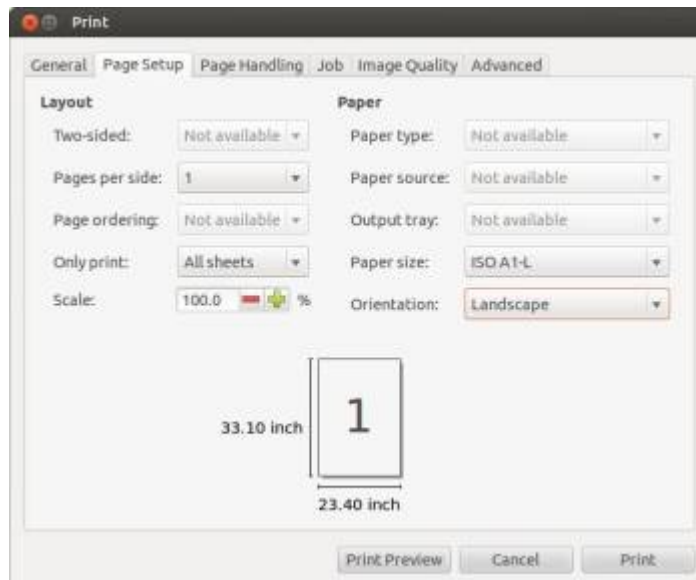 Print
General Page Setup Page Handling Job Image Quality Advanced
Layout Paper
Two-sided: Not available Paper type: Not available
Pages per side: 1 Paper source: Not available
Page ordering: Not available Output tray: Not available
Only print: All sheets Paper size: ISO A1-L
Scale: 100.0 % Orientation: Landscape
1
33.10 inch
23.40 inch
Print Preview Cancel Print